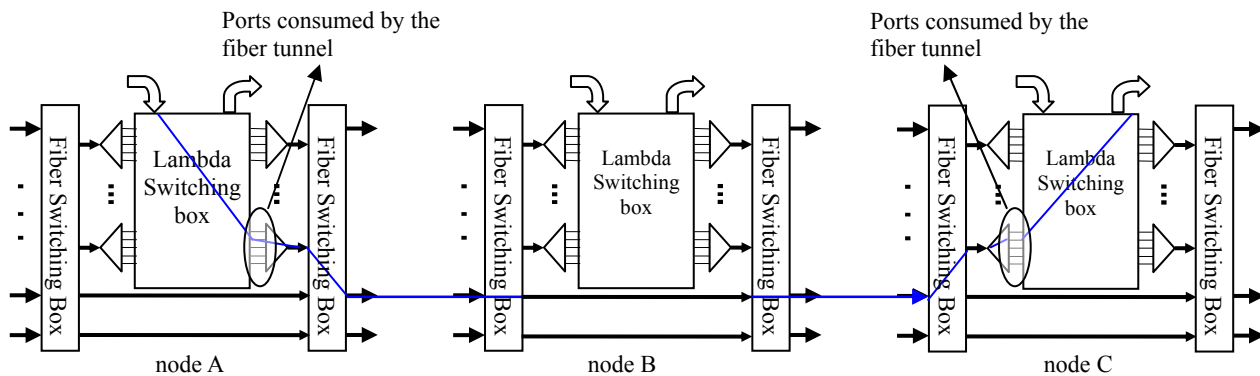 Ports consumed by the
fiber tunnel
Ports consumed by the
fiber tunnel
Fiber Switching Box
Lambda
Switching
box
Fiber Switching Box
Fiber Switching Box
Lambda
Switching
box
Fiber Switching Box
Fiber Switching Box
Lambda
Switching
box
Fiber Switching Box
node A
node B
node C